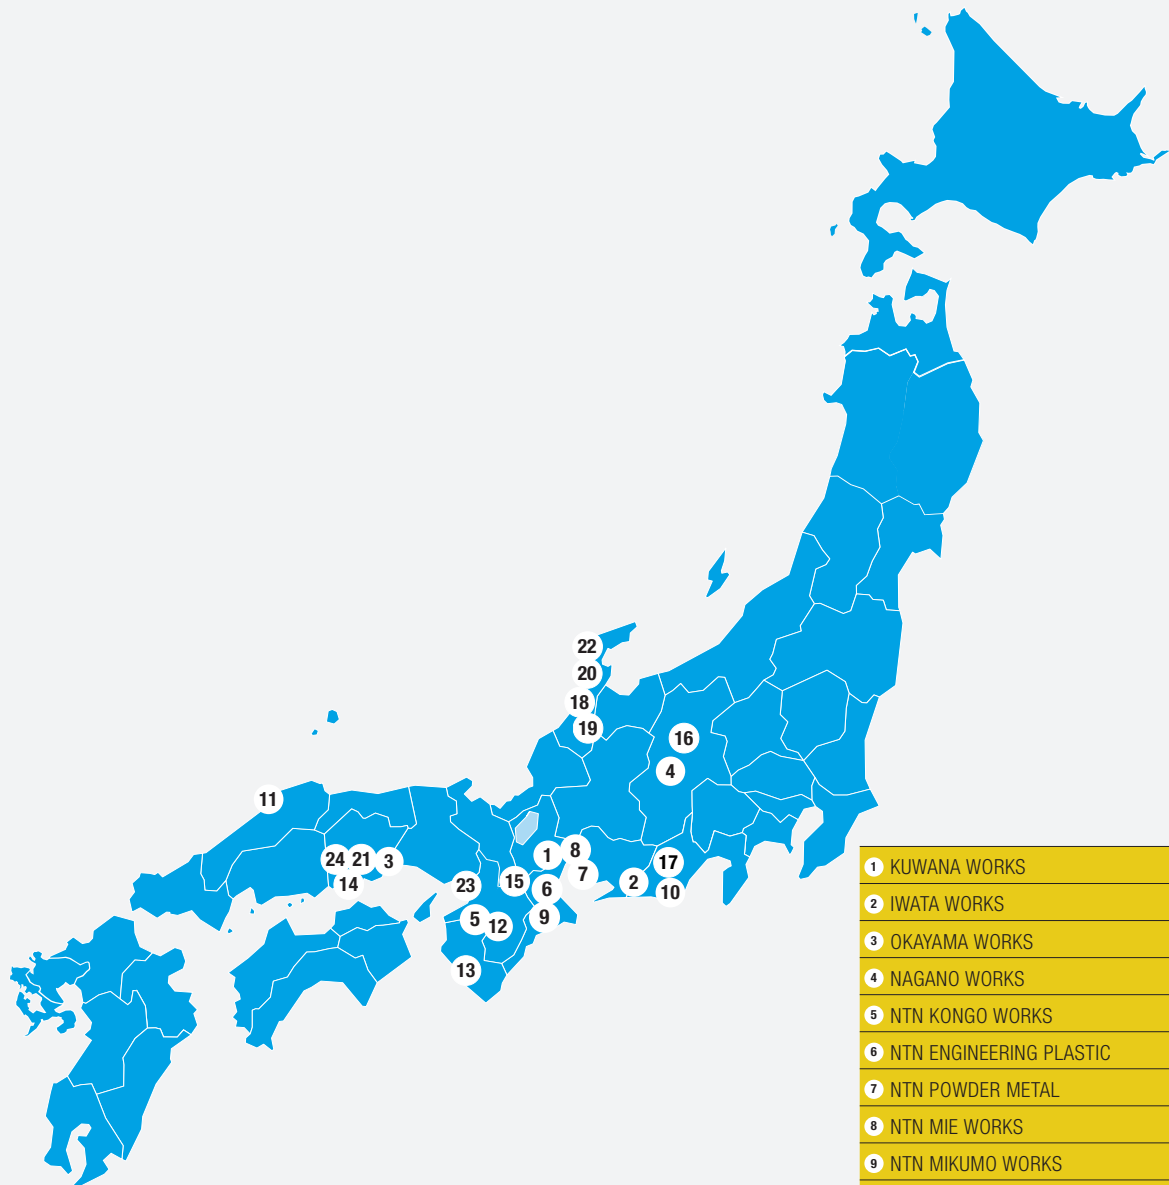 22
20
18
19
16
4
11
24
21
3
14
23
15
5
12
13
1
8
7
6
9
2
17
10
1 KUWANA WORKS
2 IWATA WORKS
3 OKAYAMA WORKS
4 NAGANO WORKS
5 NTN KONGO WORKS
6 NTN ENGINEERING PLASTIC
7 NTN POWDER METAL
8 NTN MIE WORKS
9 NTN MIKUMO WORKS